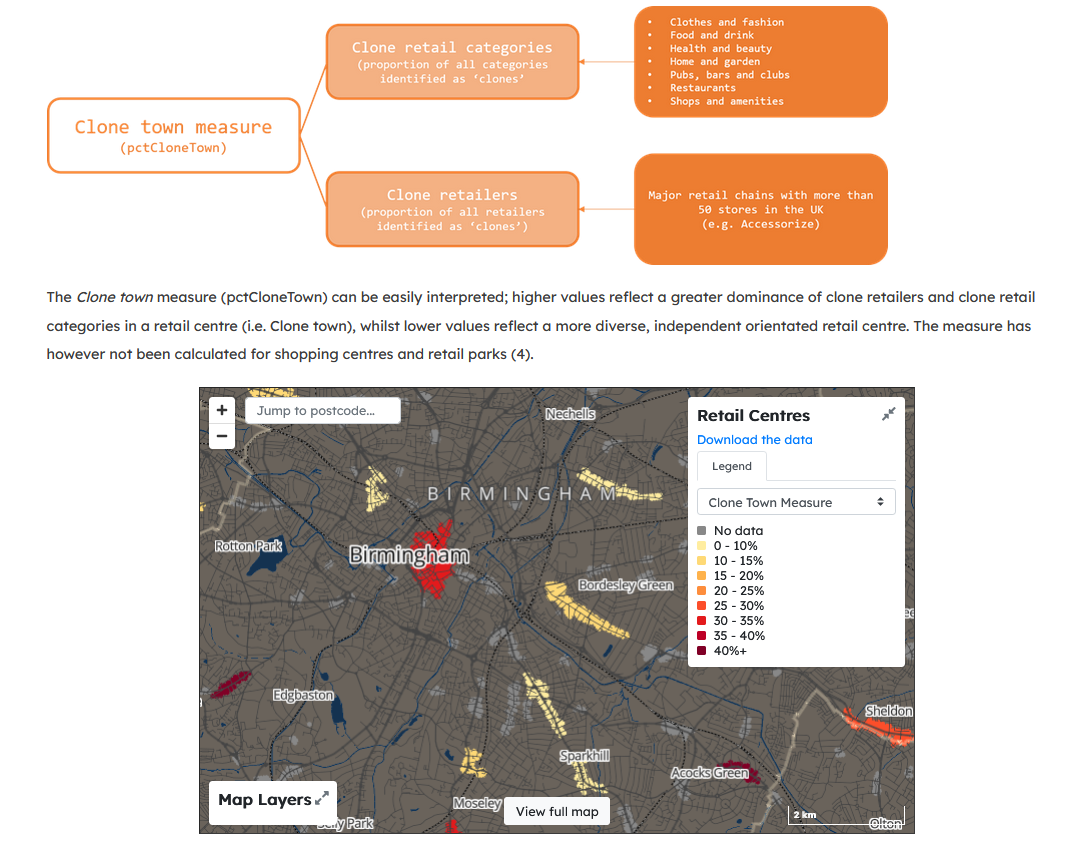 Clone town measure
(pctCloneTown)
Clone retail categories
(proportion of all categories
identified as ‘clones’
• Clothes and fashion
• Food and drink
• Health and beauty
• Home and garden
• Pubs, bars and clubs
• Restaurants
• Shops and amenities
Clone retailers
(proportion of all retailers
identified as ‘clones’)
Major retail chains with more than
50 stores in the UK
(e.g. Accessorize)
The Clone town measure (pctCloneTown) can be easily interpreted; higher values reflect a greater dominance of clone retailers and clone retail
categories in a retail centre (i.e. Clone town), whilst lower values reflect a more diverse, independent orientated retail centre. The measure has
however not been calculated for shopping centres and retail parks (4).
+
−
Jump to postcode...
Nechells
BIRMINGHAM
Rotton Park
Birmingham
Bordesley Green
Edgbaston
Sparkhill
Acocks Green
Sheldon
Moseley
Olton
Retail Centres
Download the data
Legend
Clone Town Measure
No data
0 - 10%
10 - 15%
15 - 20%
20 - 25%
25 - 30%
30 - 35%
35 - 40%
40%+
Map Layers
View full map
2 km
Park